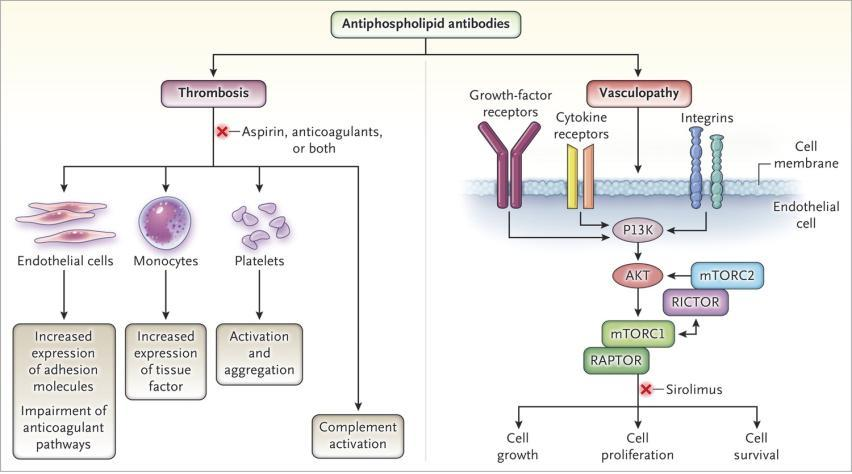 Antiphospholipid antibodies
Thrombosis
Aspirin, anticoagulants,
or both
Endothelial cells
Monocytes
Platelets
Increased
expression
of adhesion
molecules
Impairment of
anticoagulant
pathways
Increased
expression
of tissue
factor
Activation
and
aggregation
Complement
activation
Vasculopathy
Growth-factor
receptors
Cytokine
receptors
Integrins
Cell
membrane
Endothelial
cell
P13K
AKT
mTORC2
RICTOR
mTORC1
RAPTOR
Sirolimus
Cell
growth
Cell
proliferation
Cell
survival